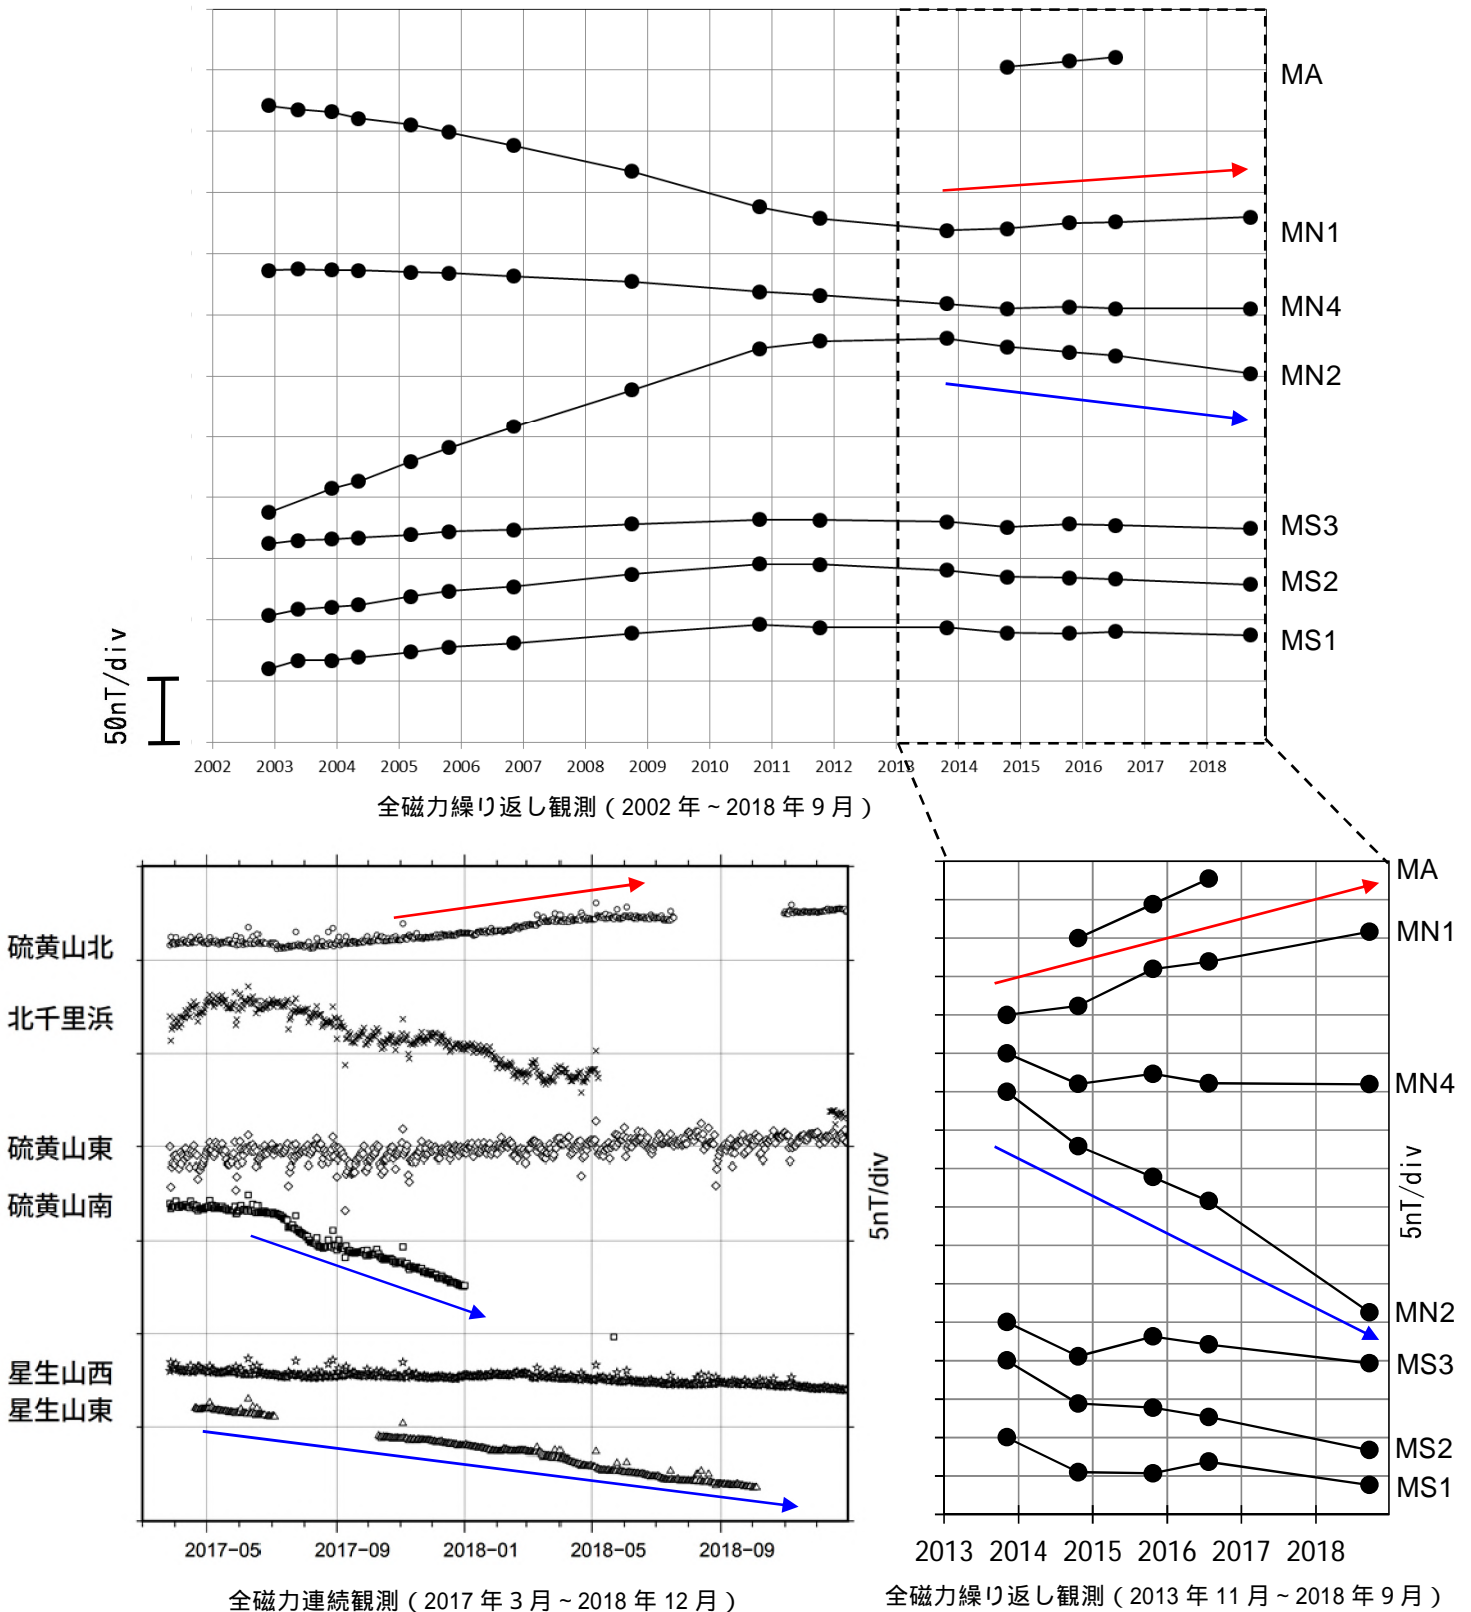 MA
MN1
MN4
MN2
MS3
MS2
MS1
50nT/div
2002 2003 2004 2005 2006 2007 2008 2009 2010 2011 2012 2013 2014 2015 2016 2017 2018
全磁力繰り返し観測（2002 年～2018 年 9 月）
硫黄山北
北千里浜
硫黄山東
硫黄山南
星生山西
星生山東
5nT/div
2017-05 2017-09 2018-01 2018-05 2018-09
全磁力連続観測（2017 年 3 月～2018 年 12 月）
MA
MN1
MN4
5nT/div
MN2
MS3
MS2
MS1
2013 2014 2015 2016 2017 2018
全磁力繰り返し観測（2013 年 11 月～2018 年 9 月）